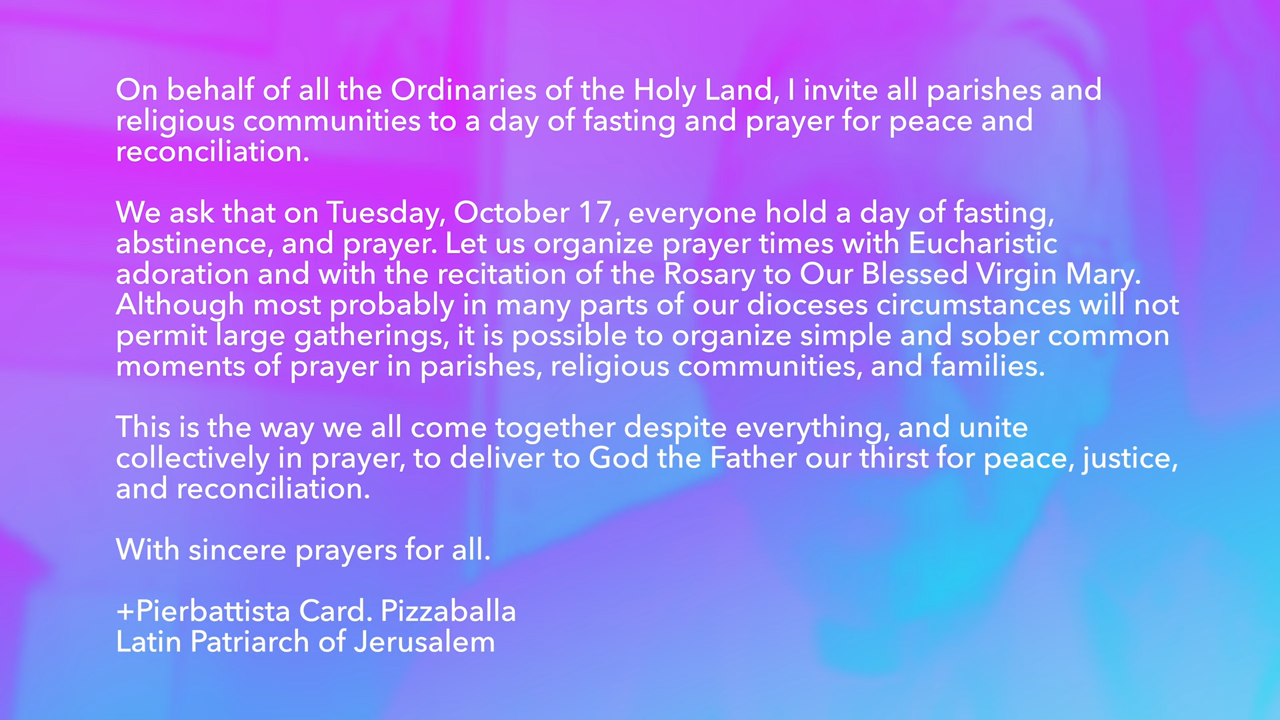 On behalf of all the Ordinaries of the Holy Land, I invite all parishes and
religious communities to a day of fasting and prayer for peace and
reconciliation.
We ask that on Tuesday, October 17, everyone hold a day of fasting,
abstinence, and prayer. Let us organize prayer times with Eucharistic
adoration and with the recitation of the Rosary to Our Blessed Virgin Mary.
Although most probably in many parts of our dioceses circumstances will not
permit large gatherings, it is possible to organize simple and sober common
moments of prayer in parishes, religious communities, and families.
This is the way we all come together despite everything, and unite
collectively in prayer, to deliver to God the Father our thirst for peace, justice,
and reconciliation.
With sincere prayers for all.
+Pierbattista Card. Pizzaballa
Latin Patriarch of Jerusalem